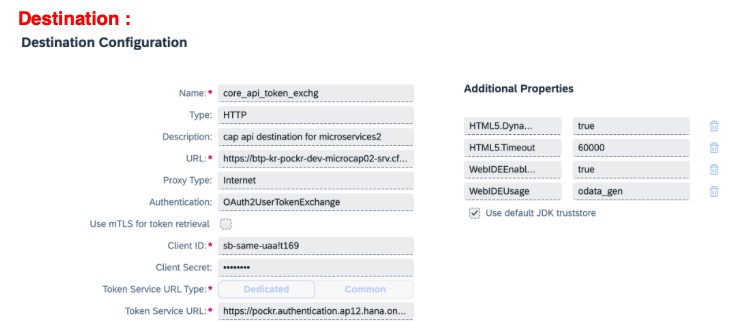 Destination :
Destination Configuration
Name:* core_api_token_exchg
Type: HTTP
Description: cap api destination for microservices2
URL:* https://btp-kr-pockr-dev-microcap02-srv.cf...
Proxy Type: Internet
Authentication: OAuth2UserTokenExchange
Use mTLS for token retrieval
Client ID:* sb-same-uaa!t169
Client Secret: ••••••••
Token Service URL Type:* Dedicated Common
Token Service URL:* https://pockr.authentication.ap12.hana.on...
Additional Properties
HTML5.Dyna... true
HTML5.Timeout 60000
WebIDEEnabl... true
WebIDEUsage odata_gen
Use default JDK truststore